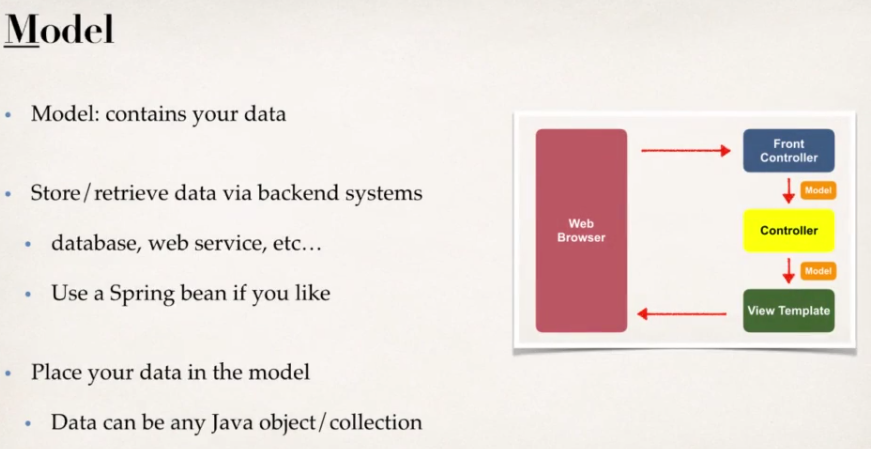 Model
Model: contains your data
Store/retrieve data via backend systems
database, web service, etc…
Use a Spring bean if you like
Place your data in the model
Data can be any Java object/collection
Web
Browser
Front
Controller
Model
Controller
Model
View Template